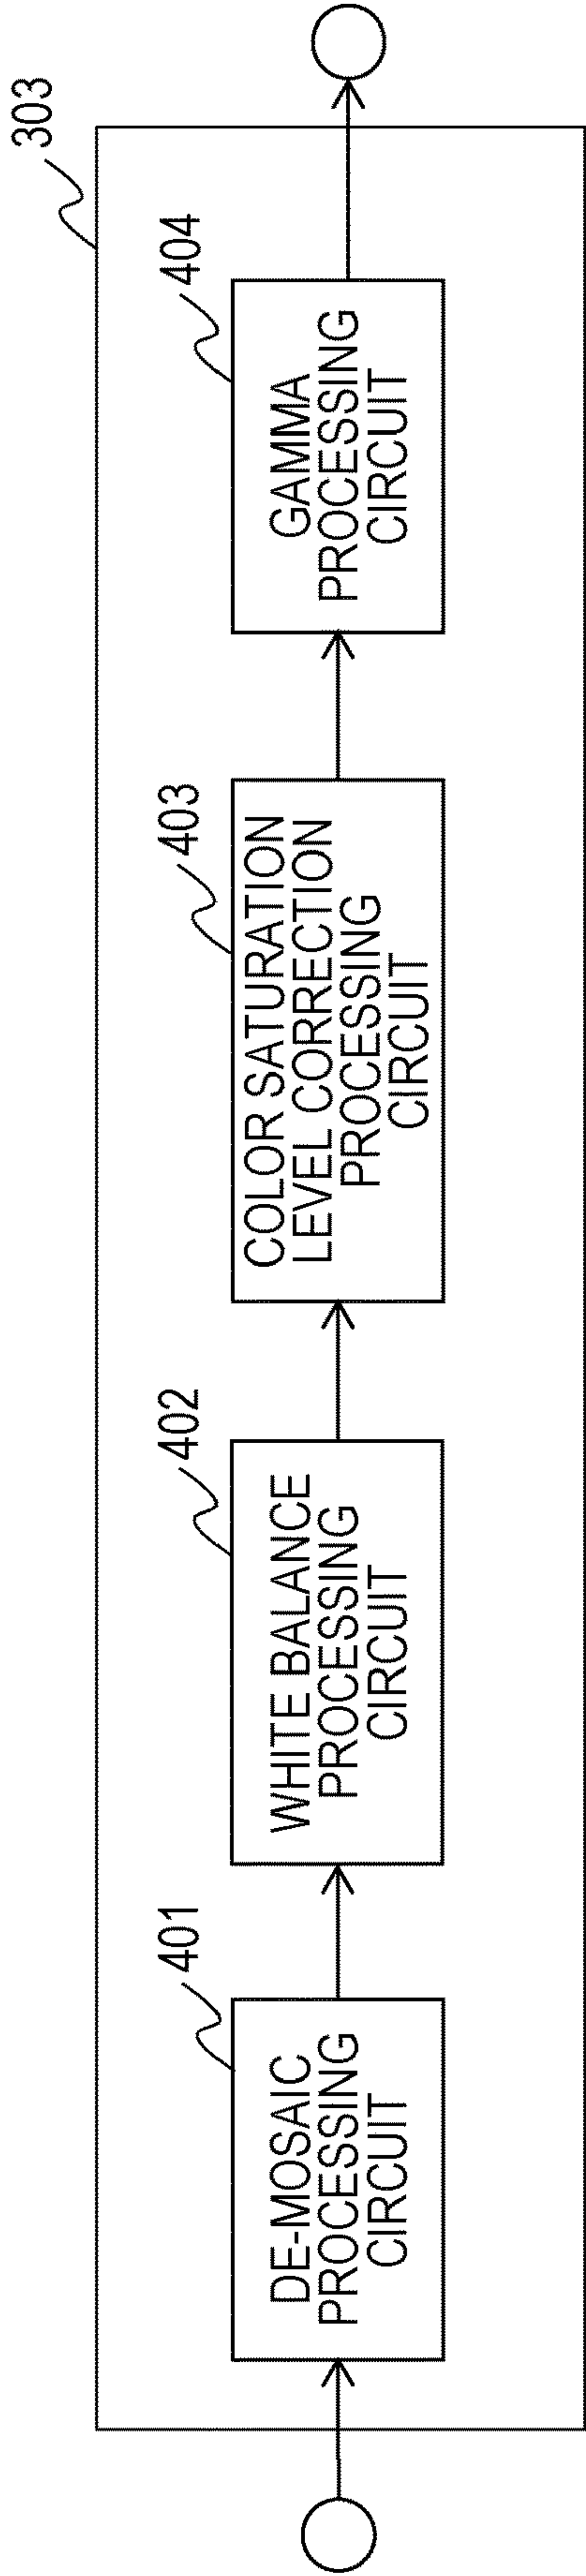 303
401
DE-MOSAIC
PROCESSING
CIRCUIT
402
WHITE BALANCE
PROCESSING
CIRCUIT
403
COLOR SATURATION
LEVEL CORRECTION
PROCESSING
CIRCUIT
404
GAMMA
PROCESSING
CIRCUIT